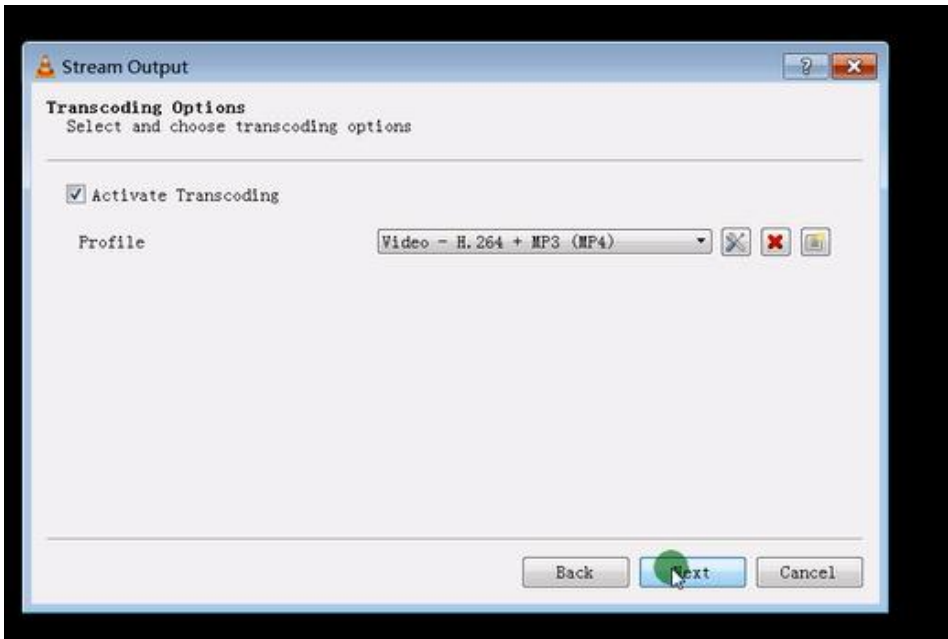 Stream Output
Transcoding Options
Select and choose transcoding options
Activate Transcoding
Profile
Video - H.264 + MP3 (MP4)
Back
Next
Cancel